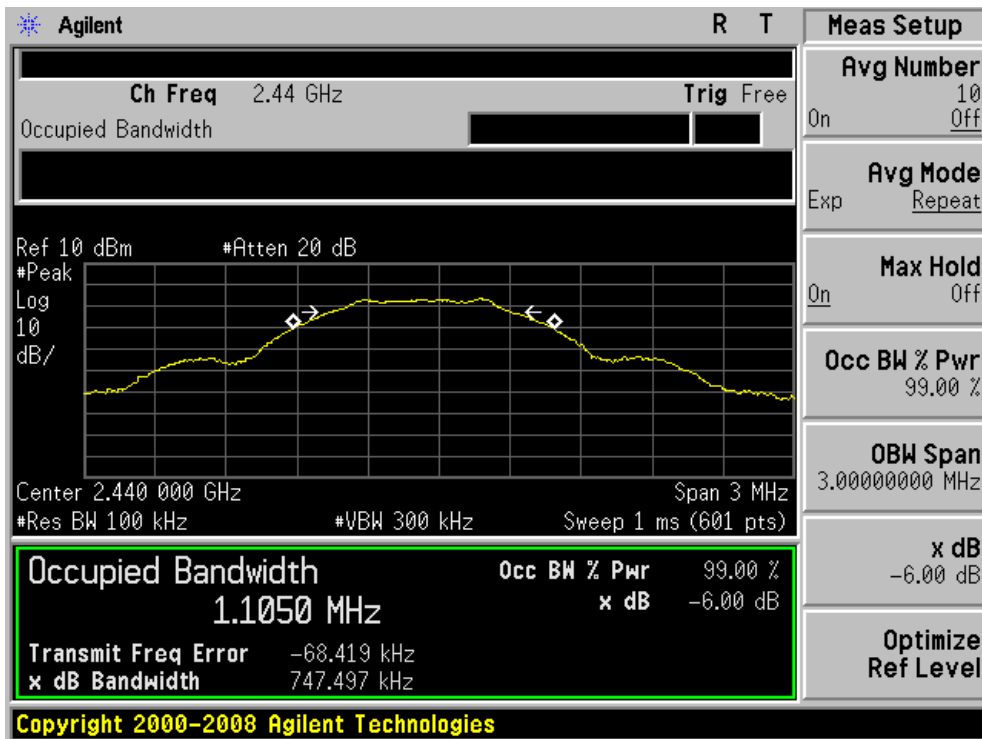 Agilent R T
Ch Freq 2.44 GHz Trig Free
Occupied Bandwidth
Ref 10 dBm #Atten 20 dB
#Peak
Log
10
dB/
Center 2.440 000 GHz Span 3 MHz
#Res BW 100 kHz #VBW 300 kHz Sweep 1 ms (601 pts)
Occupied Bandwidth Occ BW % Pwr 99.00 %
1.1050 MHz x dB -6.00 dB
Transmit Freq Error -68.419 kHz
x dB Bandwidth 747.497 kHz
Copyright 2000-2008 Agilent Technologies
Meas Setup
Avg Number
10
On Off
Avg Mode
Exp Repeat
Max Hold
On Off
Occ BW % Pwr
99.00 %
OBW Span
3.00000000 MHz
x dB
-6.00 dB
Optimize
Ref Level